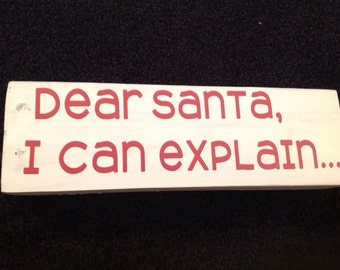 Dear Santa,
I can explain...